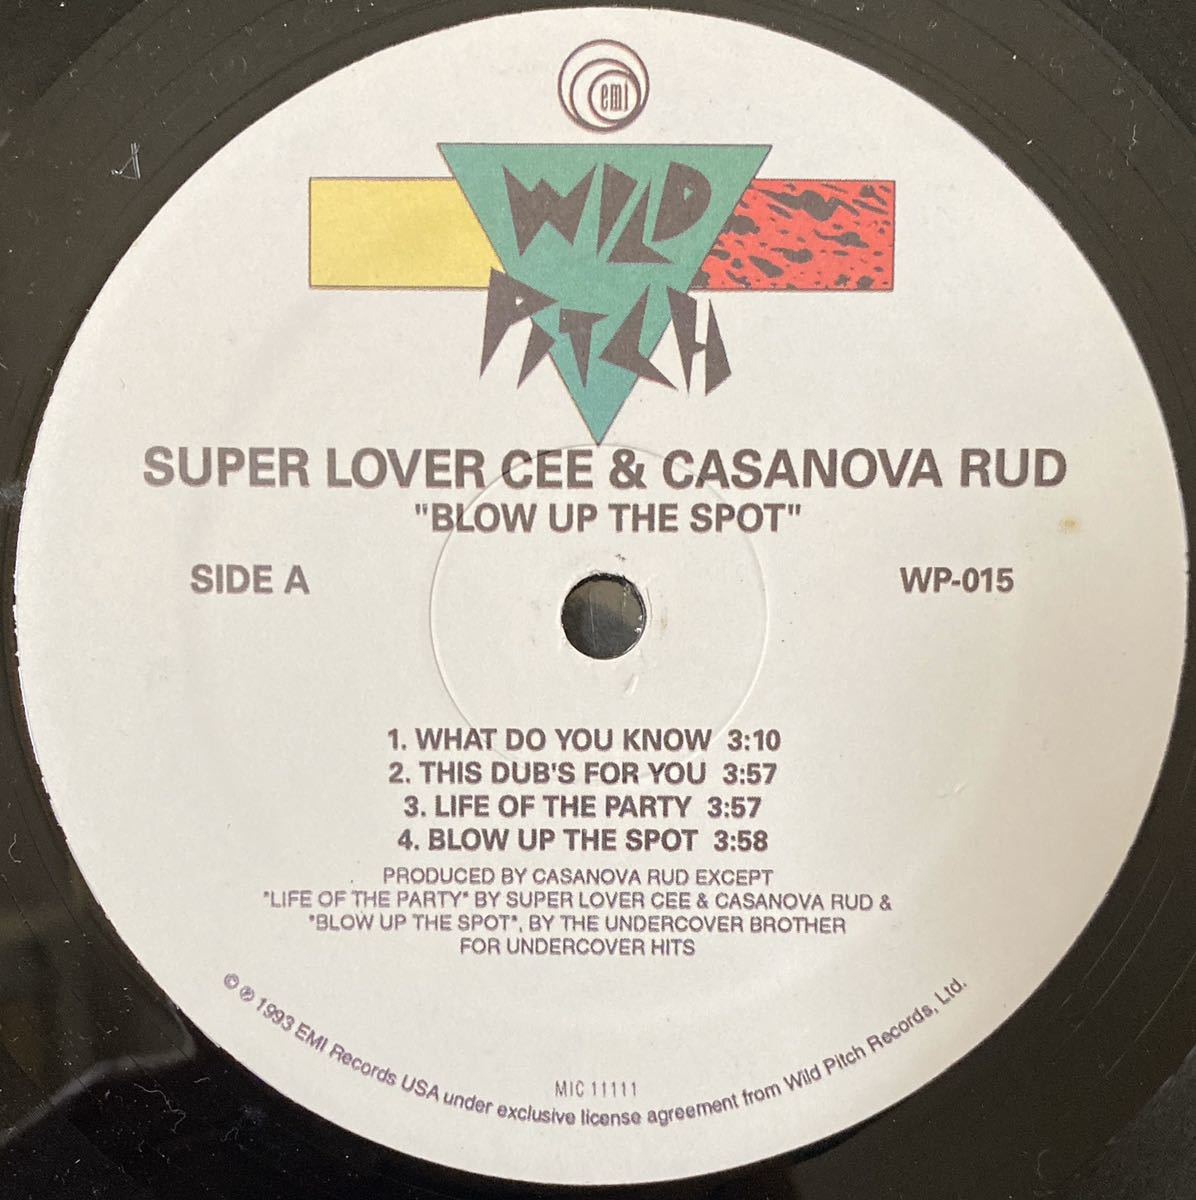 emi
WILD
PITCH
SUPER LOVER CEE & CASANOVA RUD
"BLOW UP THE SPOT"
SIDE A
WP-015
1. WHAT DO YOU KNOW 3:10
2. THIS DUB'S FOR YOU 3:57
3. LIFE OF THE PARTY 3:57
4. BLOW UP THE SPOT 3:58
PRODUCED BY CASANOVA RUD EXCEPT
"LIFE OF THE PARTY" BY SUPER LOVER CEE & CASANOVA RUD &
"BLOW UP THE SPOT", BY THE UNDERCOVER BROTHER
FOR UNDERCOVER HITS
MIC 11111
© ℗ 1993 EMI Records USA under exclusive license agreement from Wild Pitch Records, Ltd.